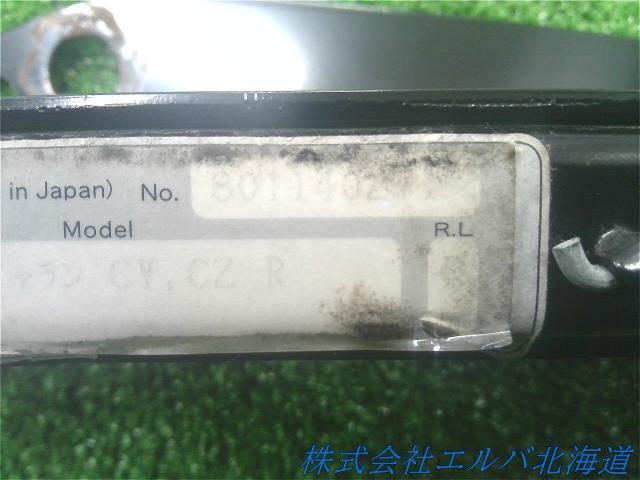 in Japan) No.
Model R.L
ャラン CY,CZ R
株式会社エルバ北海道